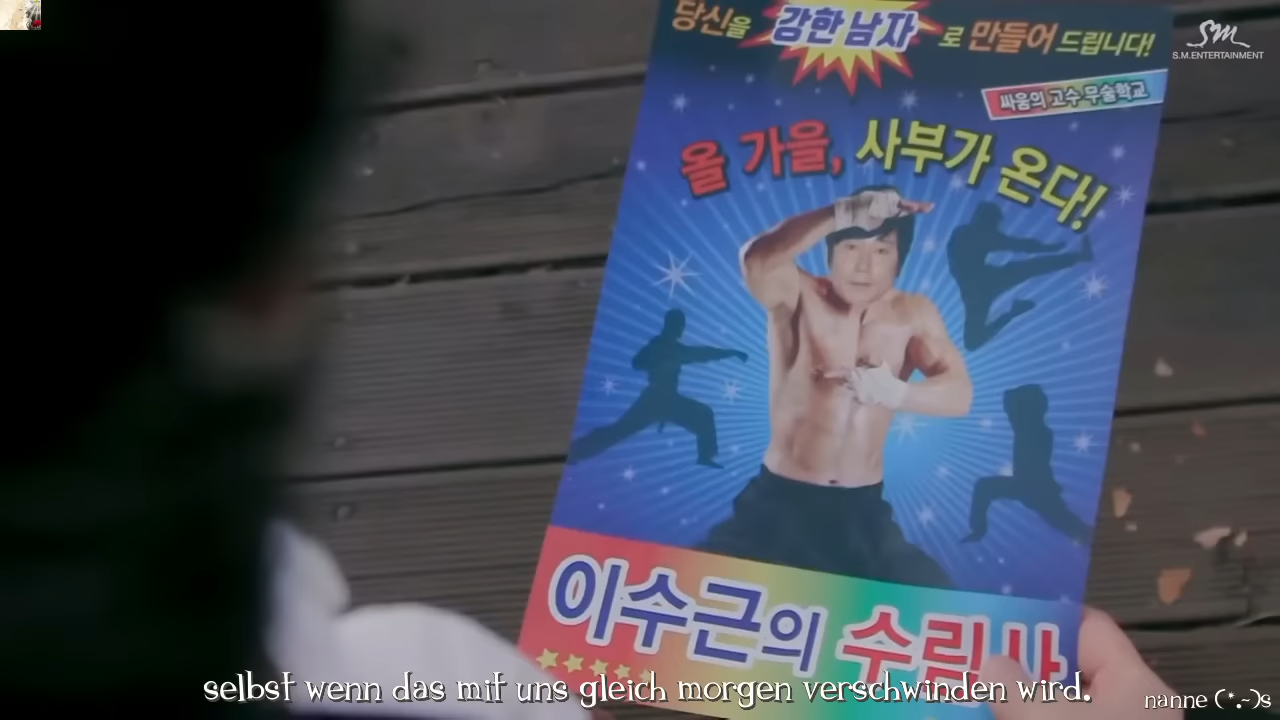 당신을 강한 남자 로 만들어 드립니다!
SM
S.M.ENTERTAINMENT
싸움의 고수 무술학교
올 가을, 사부가 온다!
이수근의 수림사
selbst wenn das mit uns gleich morgen verschwinden wird.
nanne (*.~)s